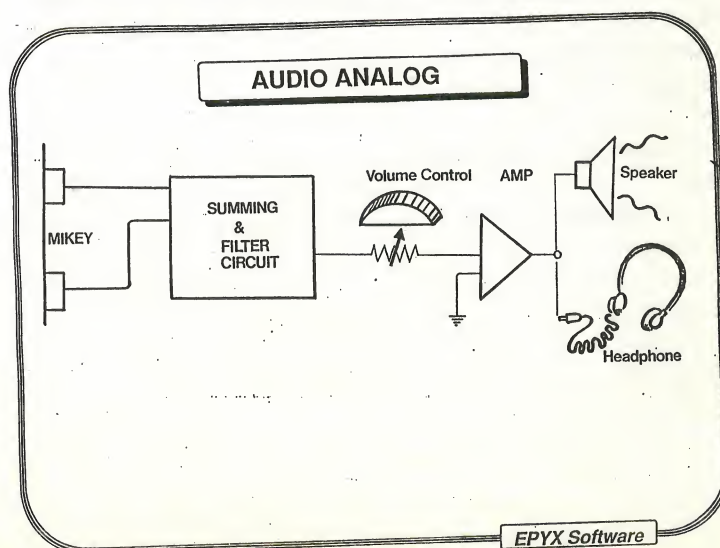 AUDIO ANALOG
Volume Control
AMP
Speaker
MIKEY
SUMMING
&
FILTER
CIRCUIT
Headphone
EPYX Software